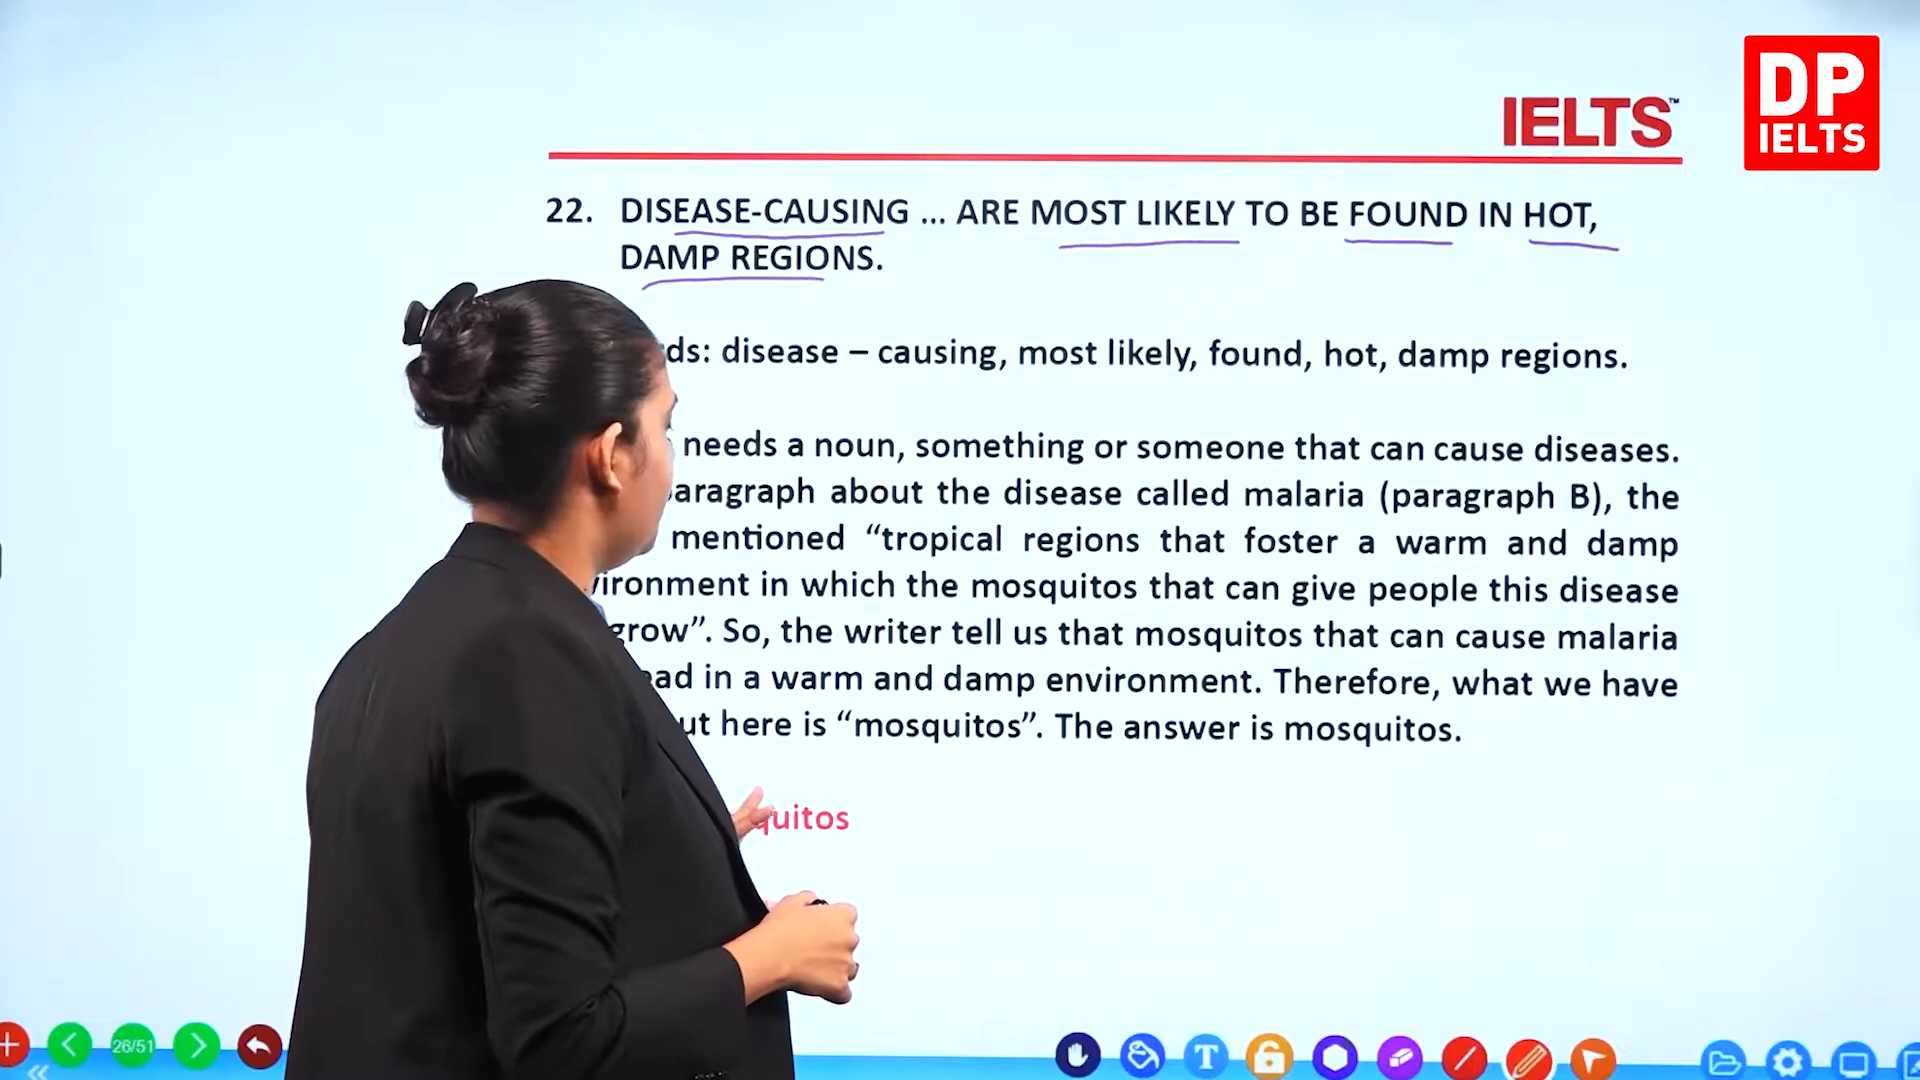 DP
IELTS
IELTS™
22. DISEASE-CAUSING ... ARE MOST LIKELY TO BE FOUND IN HOT,
DAMP REGIONS.
ds: disease – causing, most likely, found, hot, damp regions.
needs a noun, something or someone that can cause diseases.
aragraph about the disease called malaria (paragraph B), the
mentioned “tropical regions that foster a warm and damp
vironment in which the mosquitos that can give people this disease
grow”. So, the writer tell us that mosquitos that can cause malaria
ead in a warm and damp environment. Therefore, what we have
ut here is “mosquitos”. The answer is mosquitos.
quitos
26/51
T